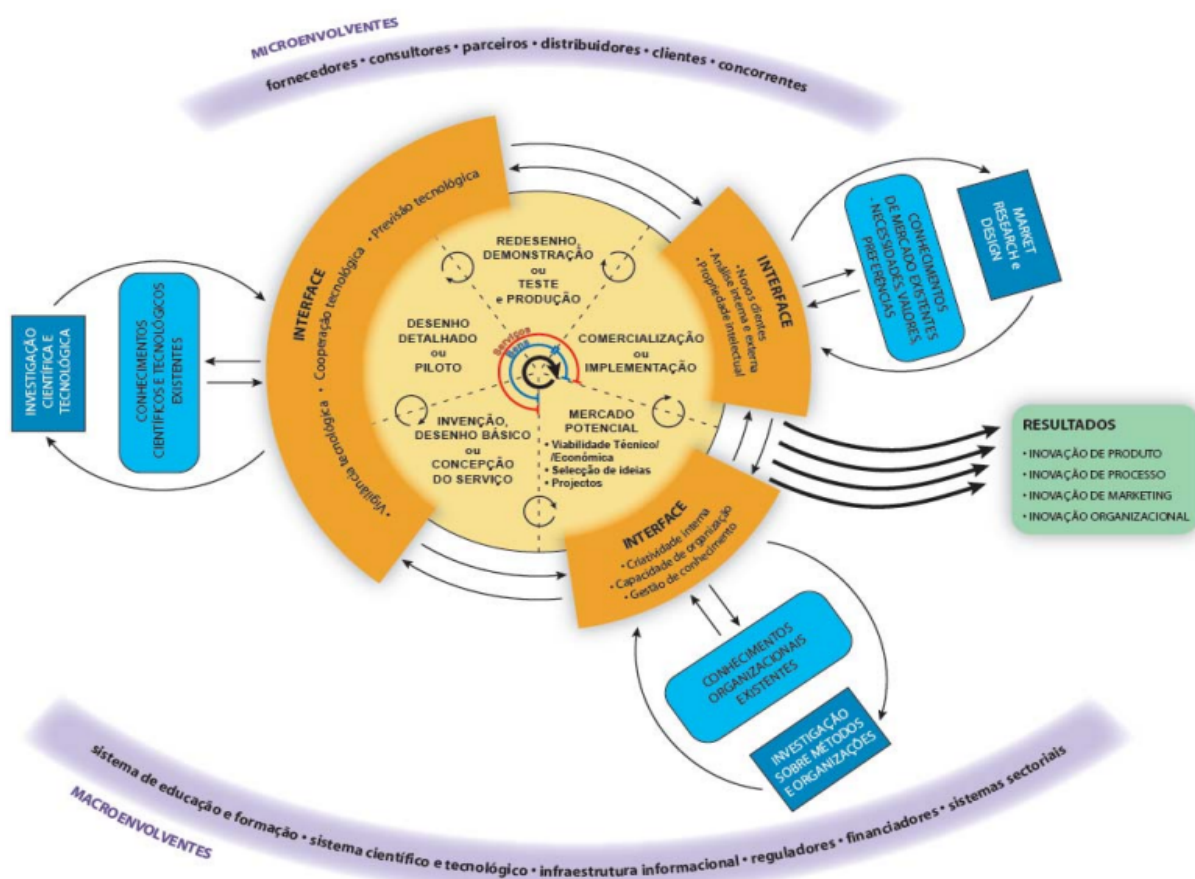 MICROENVOLVENTES
fornecedores • consultores • parceiros • distribuidores • clientes • concorrentes
INTERFACE
• Vigilância tecnológica • Cooperação tecnológica • Previsão tecnológica
INVESTIGAÇÃO
CIENTÍFICA E
TECNOLÓGICA
CONHECIMENTOS
CIENTÍFICOS E TECNOLÓGICOS
EXISTENTES
REDESENHO,
DEMONSTRAÇÃO
ou
TESTE
e PRODUÇÃO
DESENHO
DETALHADO
ou
PILOTO
Serviços
Bens
COMERCIALIZAÇÃO
ou
IMPLEMENTAÇÃO
INVENÇÃO,
DESENHO BÁSICO
ou
CONCEPÇÃO
DO SERVIÇO
MERCADO
POTENCIAL
• Viabilidade Técnico/
/Económica
• Selecção de ideias
• Projectos
INTERFACE
• Novos clientes
• Análise interna e externa
• Propriedade intelectual
CONHECIMENTOS
DE MERCADO EXISTENTES
- NECESSIDADES, VALORES,
PREFERÊNCIAS
MARKET
RESEARCH e
DESIGN
RESULTADOS
• INOVAÇÃO DE PRODUTO
• INOVAÇÃO DE PROCESSO
• INOVAÇÃO DE MARKETING
• INOVAÇÃO ORGANIZACIONAL
INTERFACE
• Criatividade interna
• Capacidade de organização
• Gestão de conhecimento
CONHECIMENTOS
ORGANIZACIONAIS
EXISTENTES
INVESTIGAÇÃO
SOBRE MÉTODOS
E ORGANIZAÇÕES
sistema de educação e formação • sistema científico e tecnológico • infraestrutura informacional • reguladores • financiadores • sistemas sectoriais
MACROENVOLVENTES